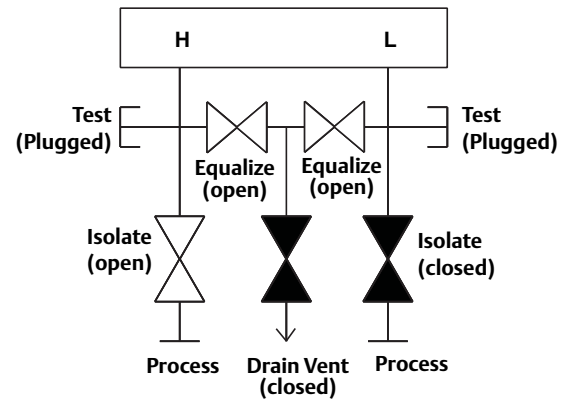 H
L
Test
(Plugged)
Test
(Plugged)
Equalize
(open)
Equalize
(open)
Isolate
(open)
Isolate
(closed)
Process
Drain Vent
(closed)
Process